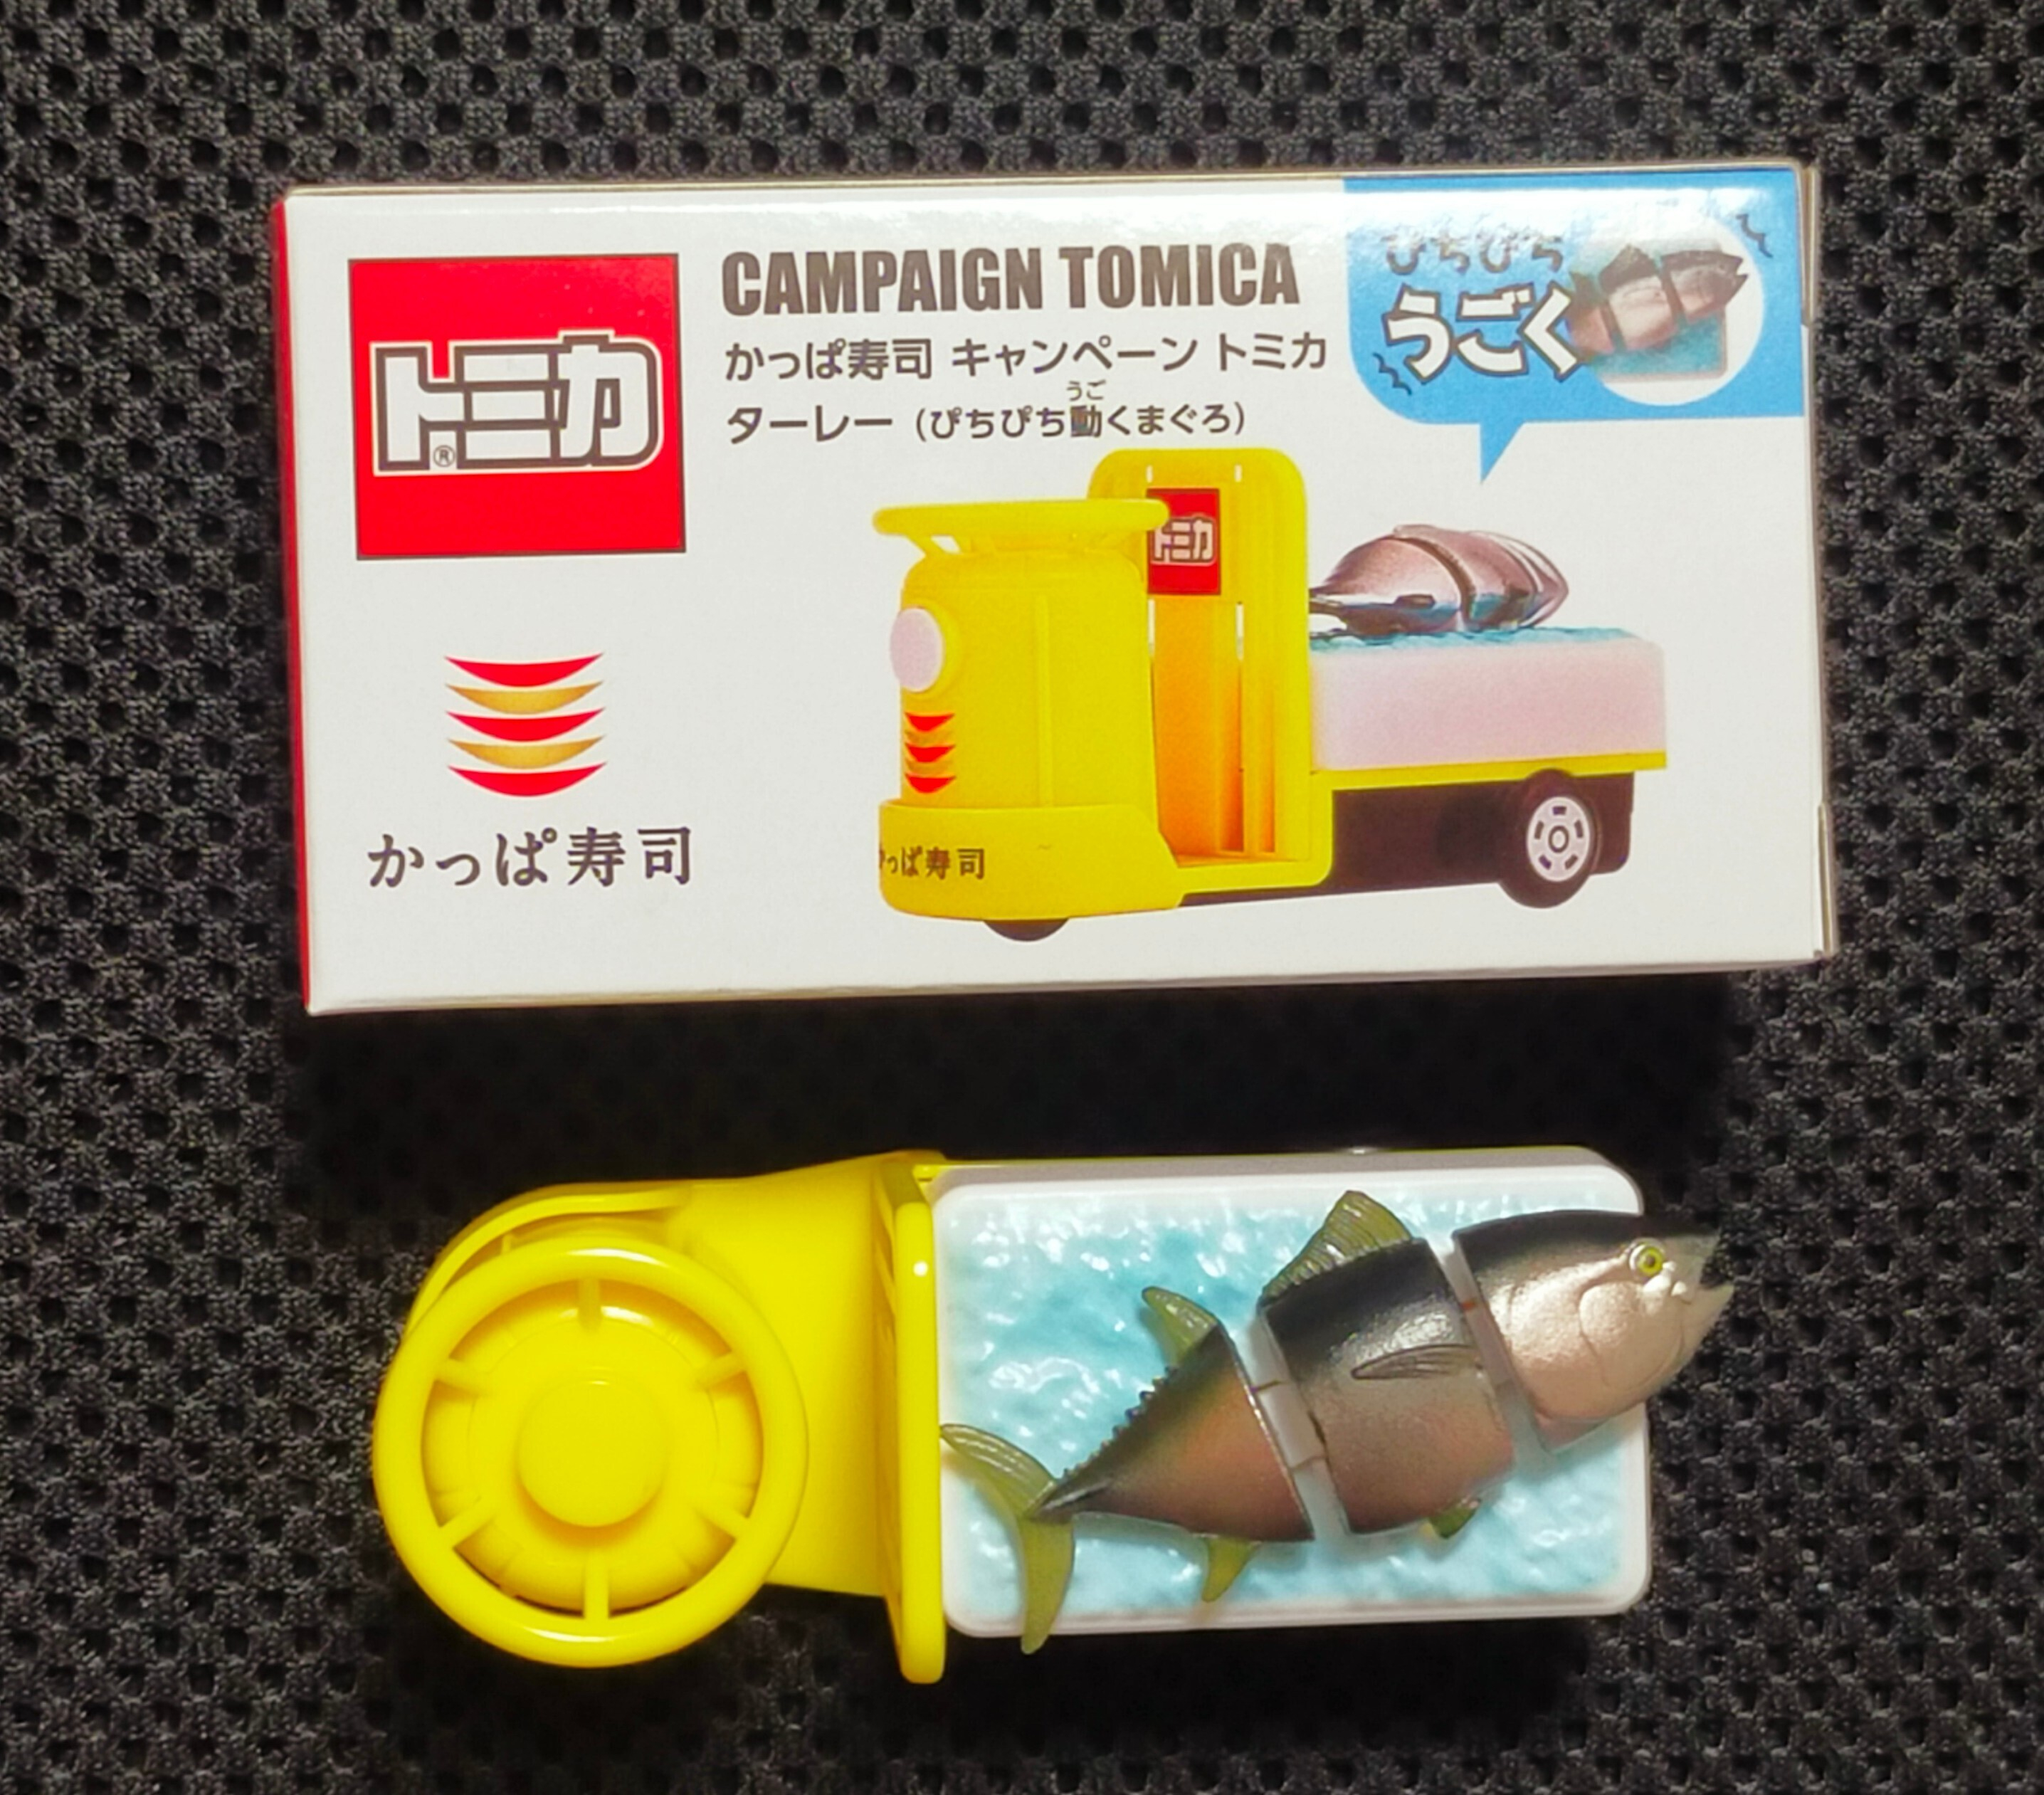 CAMPAIGN TOMICA
かっぱ寿司 キャンペーン トミカ
うご
ターレー (ぴちぴち動くまぐろ)
トミカ®
ぴちぴち
うごく
トミカ
かっぱ寿司
かっぱ寿司